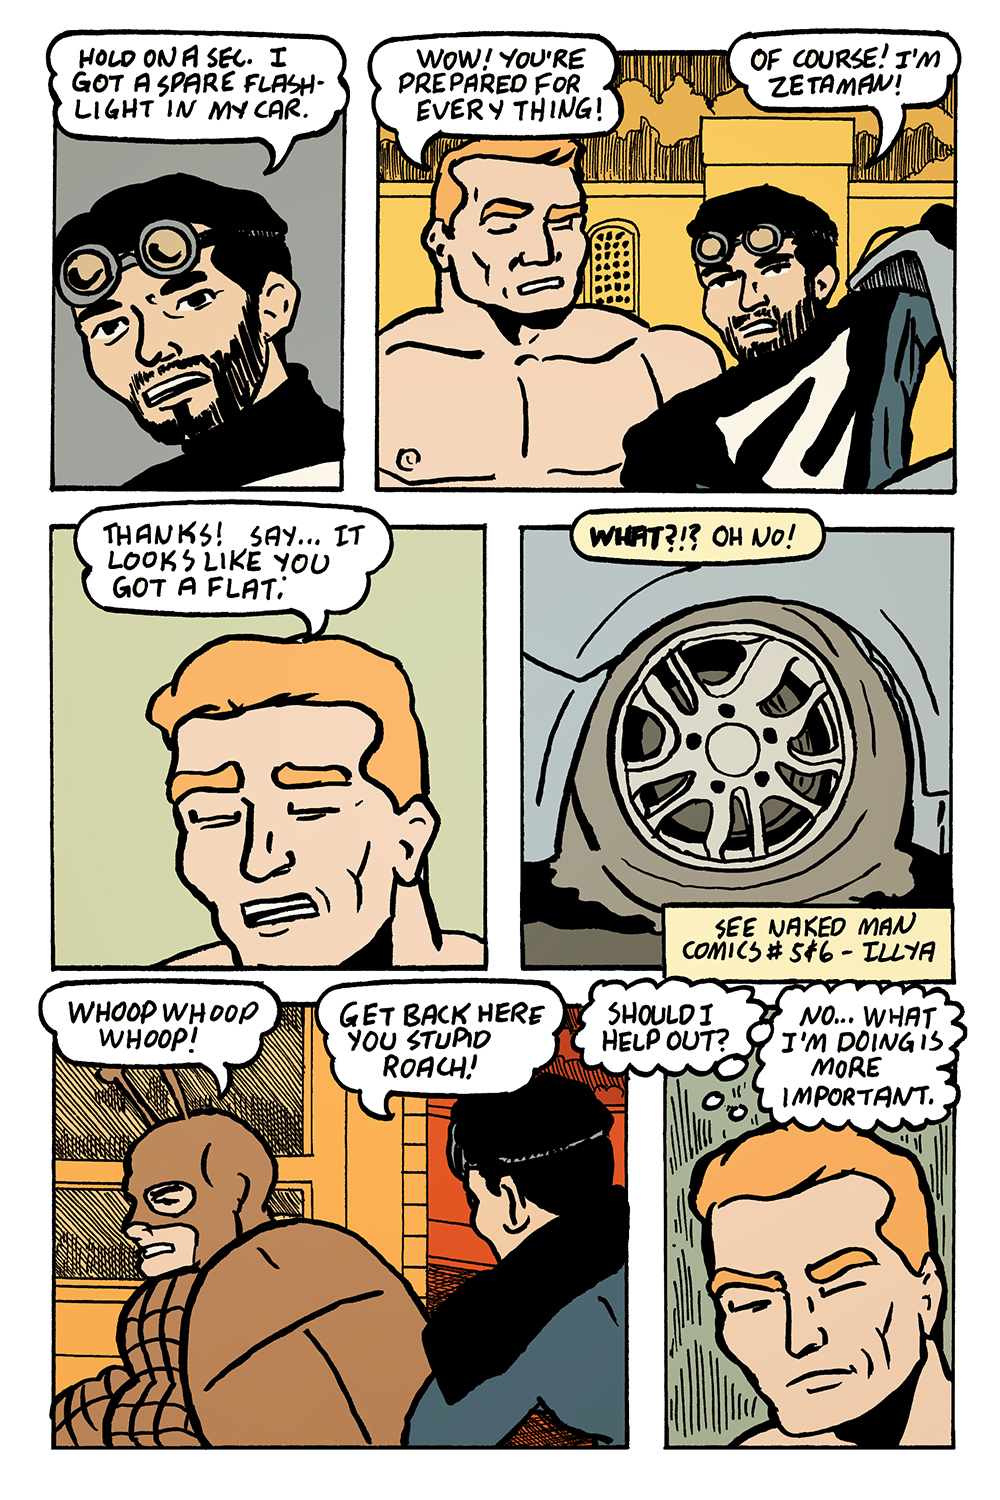 HOLD ON A SEC. I
GOT A SPARE FLASH-
LIGHT IN MY CAR.
WOW! YOU'RE
PREPARED FOR
EVERY THING!
OF COURSE! I'M
ZETAMAN!
THANKS! SAY... IT
LOOKS LIKE YOU
GOT A FLAT.
WHAT?!? OH NO!
SEE NAKED MAN
COMICS # 5&6 - ILLYA
WHOOP WHOOP
WHOOP!
GET BACK HERE
YOU STUPID
ROACH!
SHOULD I
HELP OUT?
NO... WHAT
I'M DOING IS
MORE
IMPORTANT.